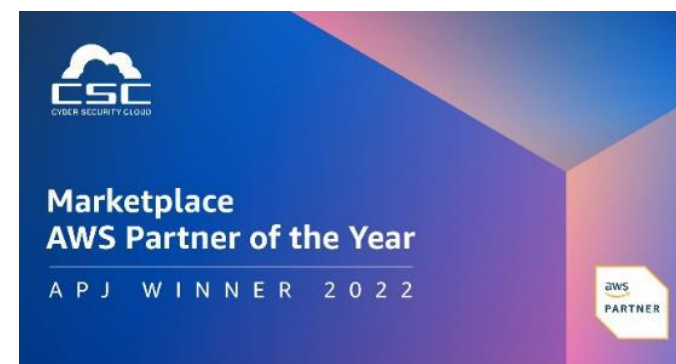 CSC
CYBER SECURITY CLOUD
Marketplace
AWS Partner of the Year
APJ WINNER 2022
aws
PARTNER